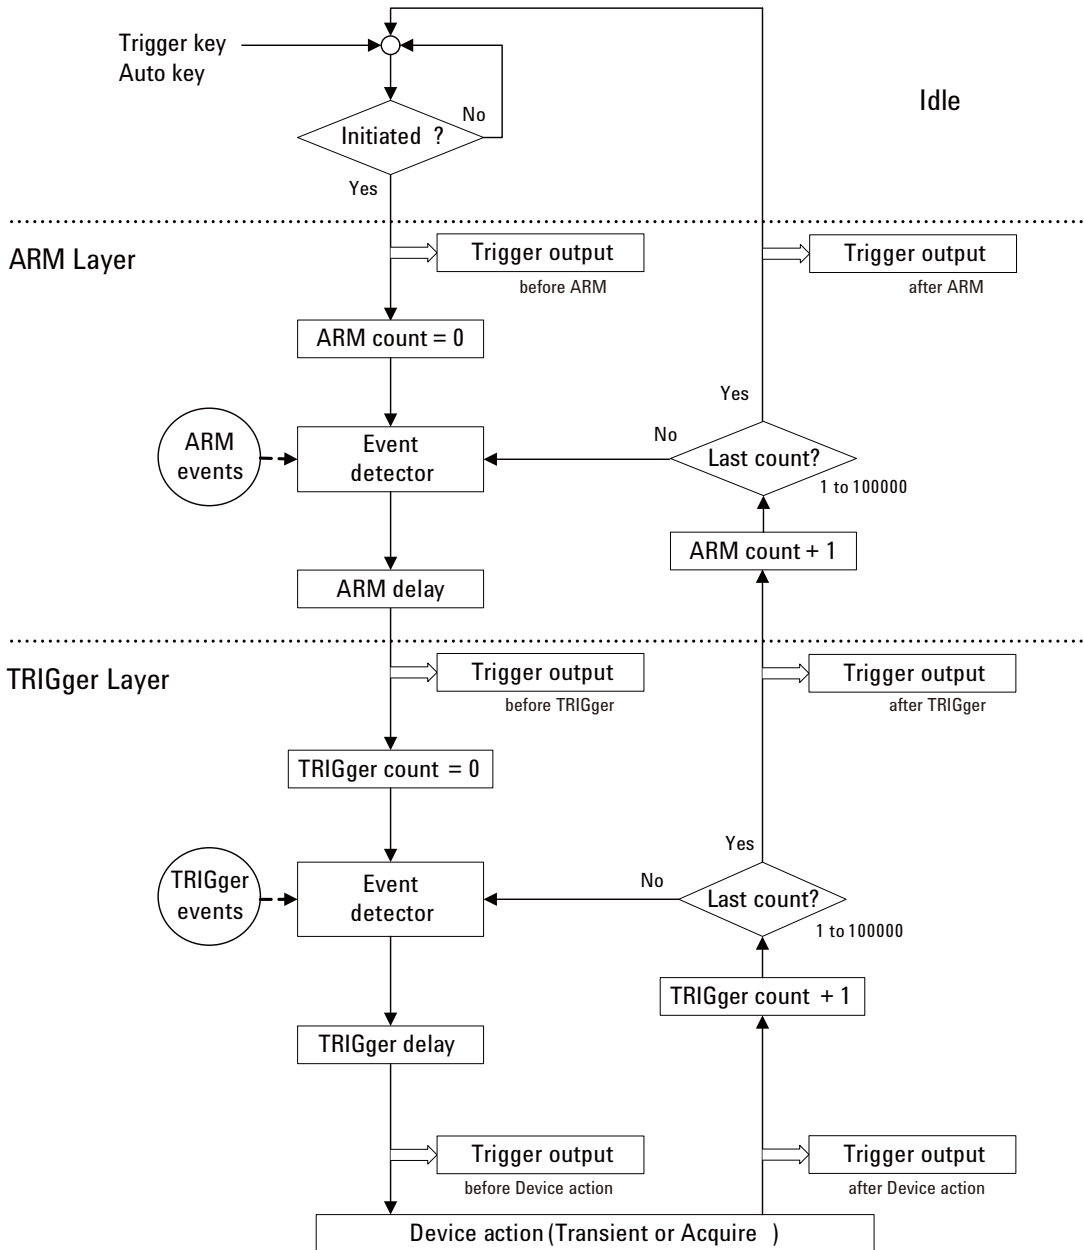 Trigger key
Auto key
Idle
No
Initiated ?
Yes
ARM Layer
Trigger output
before ARM
Trigger output
after ARM
ARM count = 0
Yes
ARM
events
Event
detector
No
Last count?
1 to 100000
ARM count + 1
ARM delay
TRIGger Layer
Trigger output
before TRIGger
Trigger output
after TRIGger
TRIGger count = 0
Yes
TRIGger
events
Event
detector
No
Last count?
1 to 100000
TRIGger count + 1
TRIGger delay
Trigger output
before Device action
Trigger output
after Device action
Device action (Transient or Acquire )